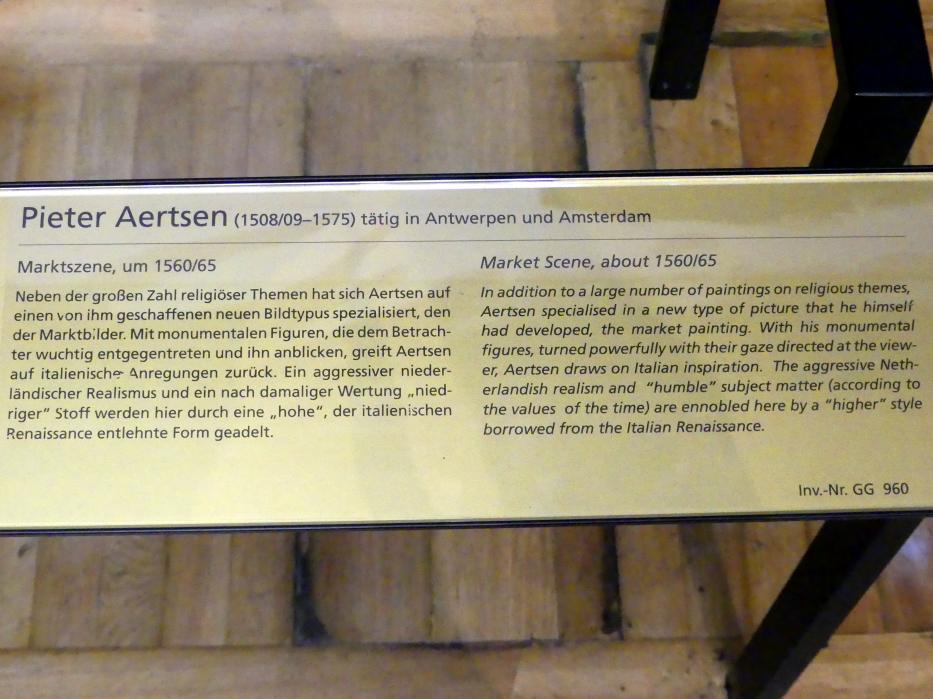 Pieter Aertsen (1508/09–1575) tätig in Antwerpen und Amsterdam
Marktszene, um 1560/65
Neben der großen Zahl religiöser Themen hat sich Aertsen auf
einen von ihm geschaffenen neuen Bildtypus spezialisiert, den
der Marktbilder. Mit monumentalen Figuren, die dem Betrach-
ter wuchtig entgegentreten und ihn anblicken, greift Aertsen
auf italienische Anregungen zurück. Ein aggressiver nieder-
ländischer Realismus und ein nach damaliger Wertung „nied-
riger“ Stoff werden hier durch eine „hohe“, der italienischen
Renaissance entlehnte Form geadelt.
Market Scene, about 1560/65
In addition to a large number of paintings on religious themes,
Aertsen specialised in a new type of picture that he himself
had developed, the market painting. With his monumental
figures, turned powerfully with their gaze directed at the view-
er, Aertsen draws on Italian inspiration. The aggressive Neth-
erlandish realism and “humble” subject matter (according to
the values of the time) are ennobled here by a “higher” style
borrowed from the Italian Renaissance.
Inv.-Nr. GG 960